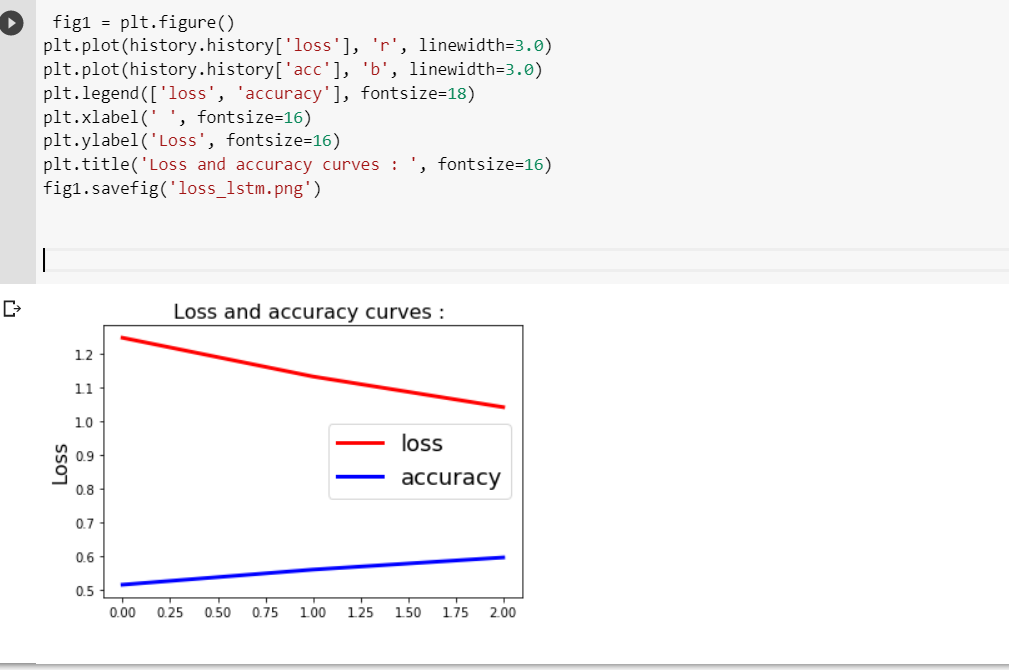 fig1 = plt.figure()
plt.plot(history.history['loss'], 'r', linewidth=3.0)
plt.plot(history.history['acc'], 'b', linewidth=3.0)
plt.legend(['loss', 'accuracy'], fontsize=18)
plt.xlabel(' ', fontsize=16)
plt.ylabel('Loss', fontsize=16)
plt.title('Loss and accuracy curves : ', fontsize=16)
fig1.savefig('loss_lstm.png')
Loss and accuracy curves :
1.2
1.1
1.0
0.9
0.8
0.7
0.6
0.5
Loss
loss
accuracy
0.00 0.25 0.50 0.75 1.00 1.25 1.50 1.75 2.00